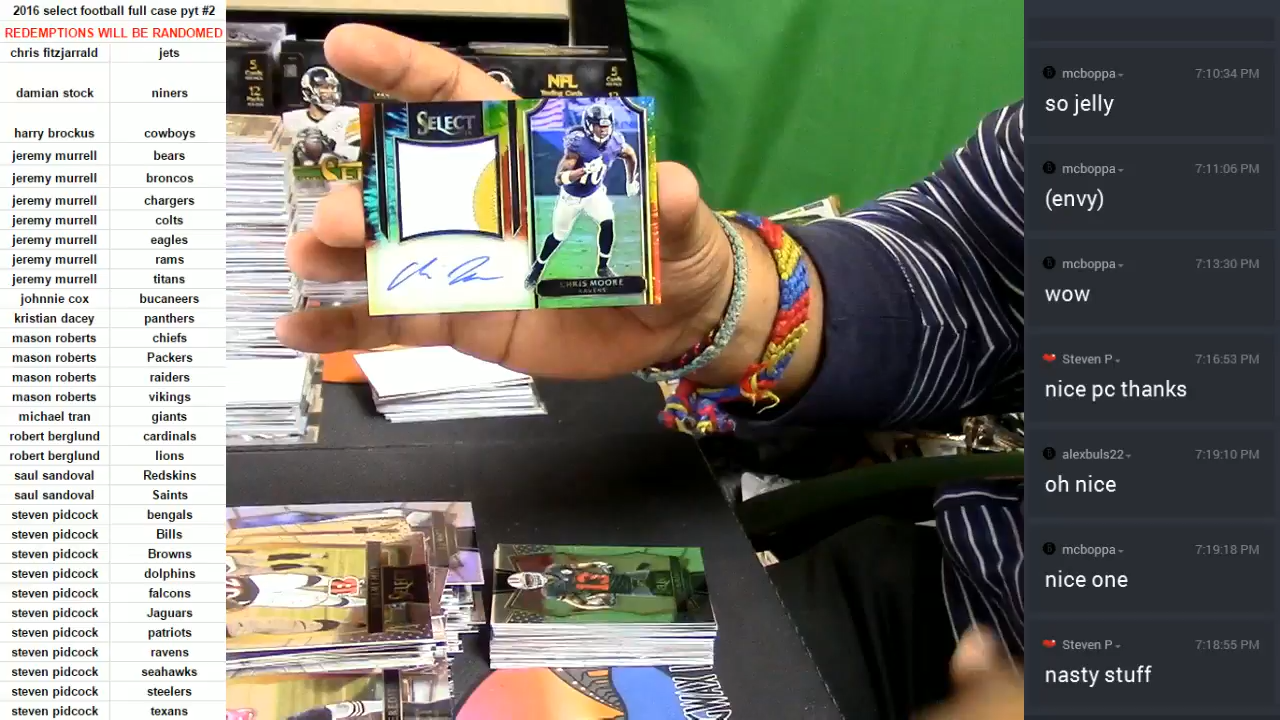 2016 select football full case pyt #2
REDEMPTIONS WILL BE RANDOMED
chris fitzjarrald jets
damian stock niners
harry brockus cowboys
jeremy murrell bears
jeremy murrell broncos
jeremy murrell chargers
jeremy murrell colts
jeremy murrell eagles
jeremy murrell rams
jeremy murrell titans
johnnie cox bucaneers
kristian dacey panthers
mason roberts chiefs
mason roberts Packers
mason roberts raiders
mason roberts vikings
michael tran giants
robert berglund cardinals
robert berglund lions
saul sandoval Redskins
saul sandoval Saints
steven pidcock bengals
steven pidcock Bills
steven pidcock Browns
steven pidcock dolphins
steven pidcock falcons
steven pidcock Jaguars
steven pidcock patriots
steven pidcock ravens
steven pidcock seahawks
steven pidcock steelers
steven pidcock texans
5
12
NFL
Trading Cards
5
SELECT
CHRIS MOORE
RAVENS
13
mcboppa 7:10:34 PM
so jelly
mcboppa 7:11:06 PM
(envy)
mcboppa 7:13:30 PM
wow
Steven P 7:16:53 PM
nice pc thanks
alexbuls22 7:19:10 PM
oh nice
mcboppa 7:19:18 PM
nice one
Steven P 7:18:55 PM
nasty stuff